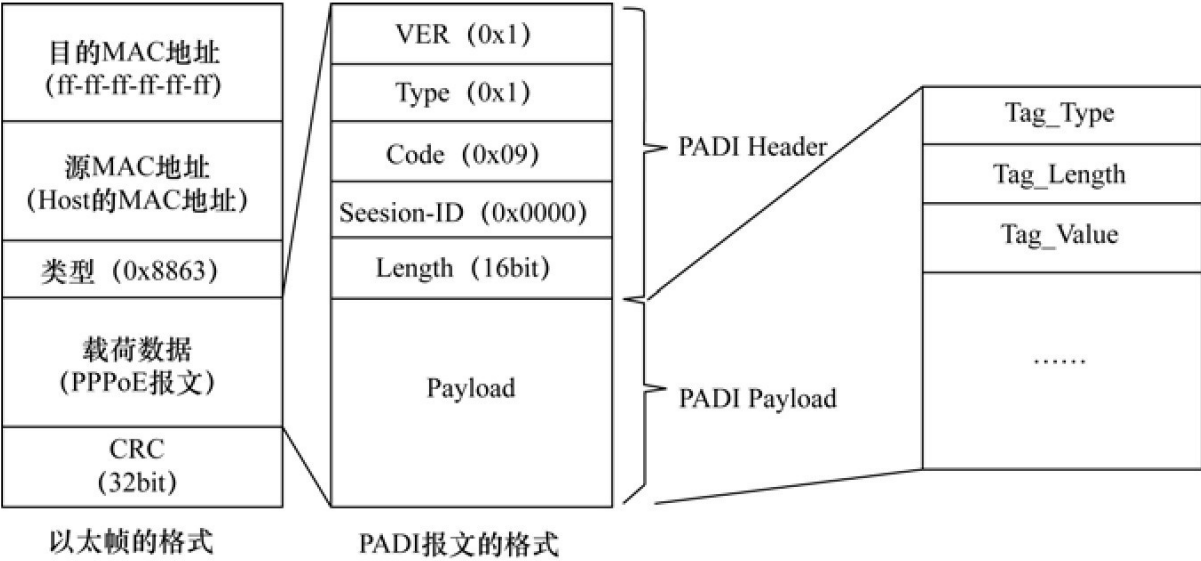 目的MAC地址
(ff-ff-ff-ff-ff-ff)
源MAC地址
(Host的MAC地址)
类型（0x8863）
载荷数据
(PPPoE报文)
CRC
(32bit)
以太帧的格式
VER（0x1）
Type（0x1）
Code（0x09）
Seesion-ID（0x0000）
Length（16bit）
Payload
PADI报文的格式
PADI Header
PADI Payload
Tag_Type
Tag_Length
Tag_Value
……